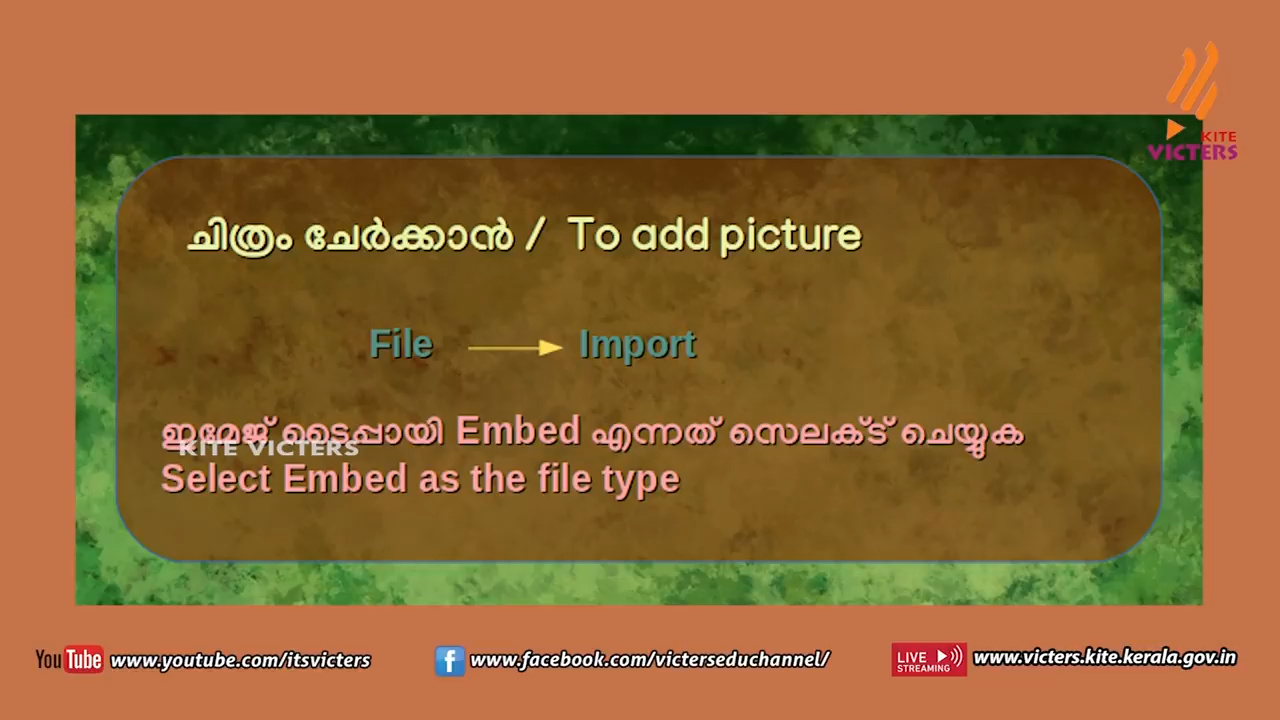 KITE
VICTERS
ചിത്രം ചേർക്കാൻ / To add picture
File Import
ഇമേജ് ടൈപ്പായി Embed എന്നത് സെലക്ട് ചെയ്യുക
KITE VICTERS
Select Embed as the file type
YouTube www.youtube.com/itsvicters
f www.facebook.com/victerseduchannel/
LIVE STREAMING www.victers.kite.kerala.gov.in